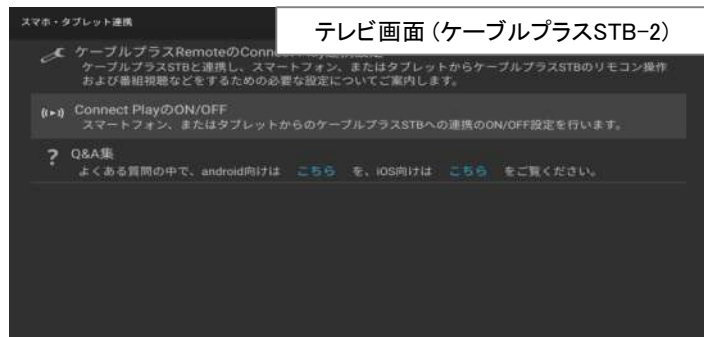 スマホ・タブレット連携
テレビ画面(ケーブルプラスSTB-2)
ケーブルプラスRemoteのConnect
ケーブルプラスSTBと連携し、スマートフォン、またはタブレットからケーブルプラスSTBのリモコン操作
および番組視聴などをするための必要な設定についてご案内します。
Connect PlayのON/OFF
スマートフォン、またはタブレットからのケーブルプラスSTBへの連携のON/OFF設定を行います。
Q&A集
よくある質問の中で、android向けは こちら を、iOS向けは こちら をご覧ください。